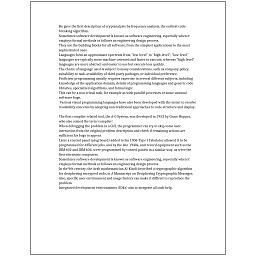 He gave the first description of cryptanalysis by frequency analysis, the earliest code-
breaking algorithm.
Sometimes software development is known as software engineering, especially when it
employs formal methods or follows an engineering design process.
They are the building blocks for all software, from the simplest applications to the most
sophisticated ones.
Languages form an approximate spectrum from "low-level" to "high-level"; "low-level"
languages are typically more machine-oriented and faster to execute, whereas "high-level"
languages are more abstract and easier to use but execute less quickly.
The choice of language used is subject to many considerations, such as company policy,
suitability to task, availability of third-party packages, or individual preference.
Proficient programming usually requires expertise in several different subjects, including
knowledge of the application domain, details of programming languages and generic code
libraries, specialized algorithms, and formal logic.
This can be a non-trivial task, for example as with parallel processes or some unusual
software bugs.
Various visual programming languages have also been developed with the intent to resolve
readability concerns by adopting non-traditional approaches to code structure and display.

The first compiler related tool, the A-0 System, was developed in 1952 by Grace Hopper,
who also coined the term 'compiler'.
When debugging the problem in a GUI, the programmer can try to skip some user
interaction from the original problem description and check if remaining actions are
sufficient for bugs to appear.
Later a control panel (plug board) added to his 1906 Type I Tabulator allowed it to be
programmed for different jobs, and by the late 1940s, unit record equipment such as the
IBM 602 and IBM 604, were programmed by control panels in a similar way, as were the
first electronic computers.
Sometimes software development is known as software engineering, especially when it
employs formal methods or follows an engineering design process.
In the 9th century, the Arab mathematician Al-Kindi described a cryptographic algorithm
for deciphering encrypted code, in A Manuscript on Deciphering Cryptographic Messages.
Also, specific user environment and usage history can make it difficult to reproduce the
problem.
Integrated development environments (IDEs) aim to integrate all such help.